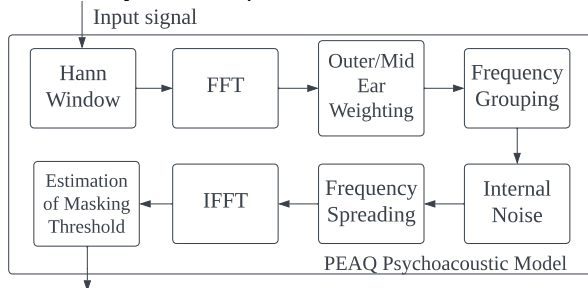 Input signal
Hann
Window
FFT
Outer/Mid
Ear
Weighting
Frequency
Grouping
Estimation
of Masking
Threshold
IFFT
Frequency
Spreading
Internal
Noise
PEAQ Psychoacoustic Model